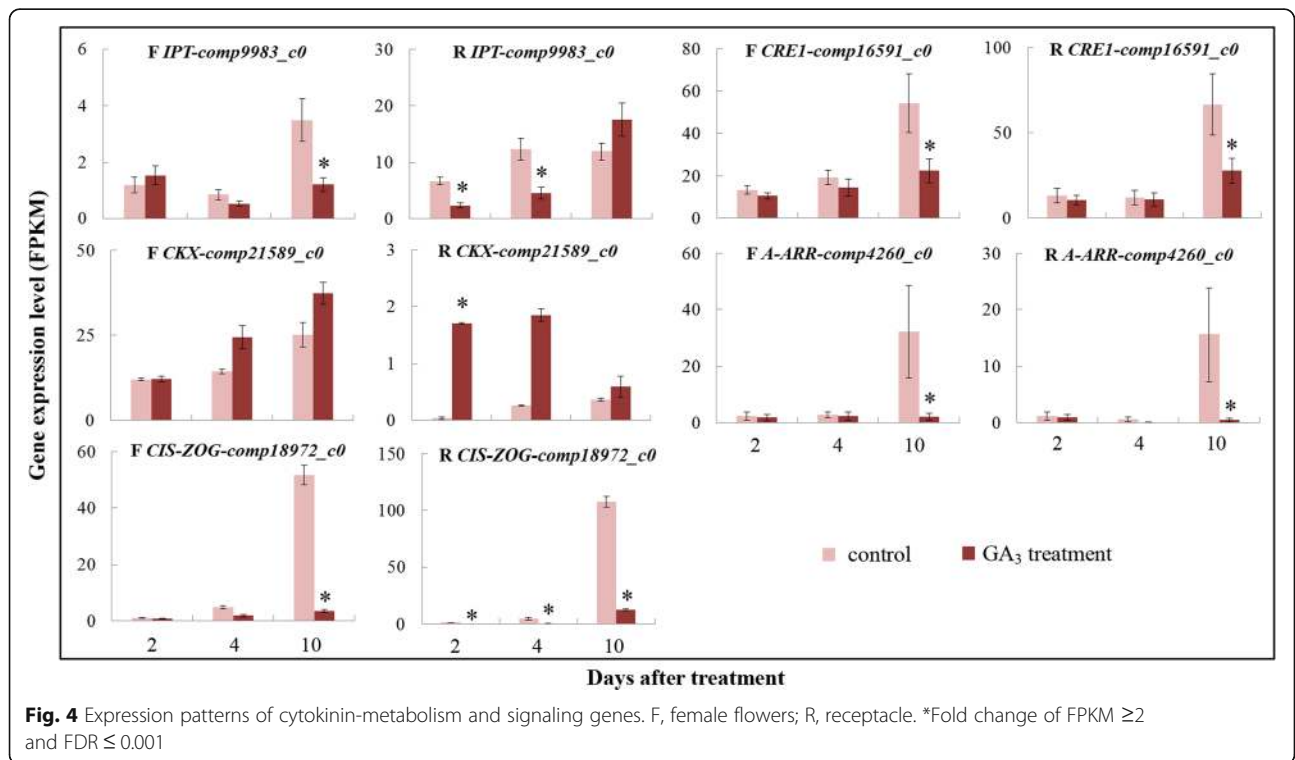 Gene expression level (FPKM)
F IPT-comp9983_c0
6
4
2
0
R IPT-comp9983_c0
30
20
10
0
*
*
F CRE1-comp16591_c0
80
60
40
20
0
*
R CRE1-comp16591_c0
100
50
0
*
*
F CKX-comp21589_c0
50
25
0
R CKX-comp21589_c0
3
2
1
0
*
F A-ARR-comp4260_c0
60
40
20
0
*
2 4 10
R A-ARR-comp4260_c0
30
20
10
0
*
2 4 10
F CIS-ZOG-comp18972_c0
60
40
20
0
*
2 4 10
R CIS-ZOG-comp18972_c0
150
100
50
0
* * *
2 4 10
control GA3 treatment
Days after treatment
Fig. 4 Expression patterns of cytokinin-metabolism and signaling genes. F, female flowers; R, receptacle. *Fold change of FPKM ≥2
and FDR ≤ 0.001